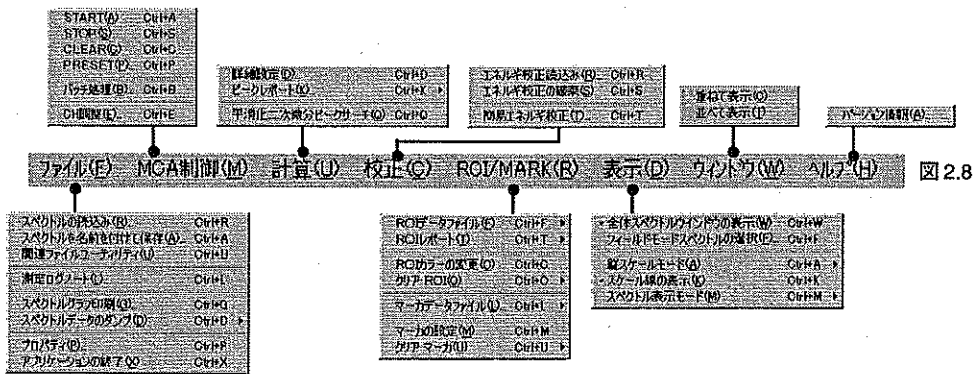 START(A)... Ctrl+A
STOP(S) Ctrl+S
CLEAR(C) Ctrl+C
PRESET(P).. Ctrl+P
バッチ処理(B).. Ctrl+B
CH調整(E).. Ctrl+E
詳細設定(D).. Ctrl+D
ピークレポート(K) Ctrl+K
平滑化二次微分ピークサーチ(Q) Ctrl+Q
エネルギ校正読込み(R).. Ctrl+R
エネルギ校正の線素(S) Ctrl+S
簡易エネルギ校正(T).. Ctrl+T
重ねて表示(C)
並べて表示(T)
バージョン情報(A)..
ファイル(F) MCA制御(M) 計算(U) 校正(C) ROI/MARK(R) 表示(D) ウィンドウ(W) ヘルプ(H)
図2.8
スペクトルの読込み(R).. Ctrl+R
スペクトルを名前を付けて保存(A).. Ctrl+A
関連ファイルユーティリティ(U).. Ctrl+U
測定ログノート(L).. Ctrl+L
スペクトルグラフ印刷(G).. Ctrl+G
スペクトルデータのダンプ(D) Ctrl+D
プロパティ(P).. Ctrl+P
アプリケーションの終了(X) Ctrl+X
ROIデータファイル(F) Ctrl+F
ROIレポート(T) Ctrl+T
ROIカラーの変更(C) Ctrl+C
クリア ROI(O) Ctrl+O
マーカデータファイル(L) Ctrl+L
マーカの設定(M) Ctrl+M
クリア マーカ(U) Ctrl+U
全体スペクトルウインドウの表示(W) Ctrl+W
フィールドモードスペクトルの選択(F).. Ctrl+F
縦スケールモード(A) Ctrl+A
スケール線の表示(K) Ctrl+K
スペクトル表示モード(M) Ctrl+M